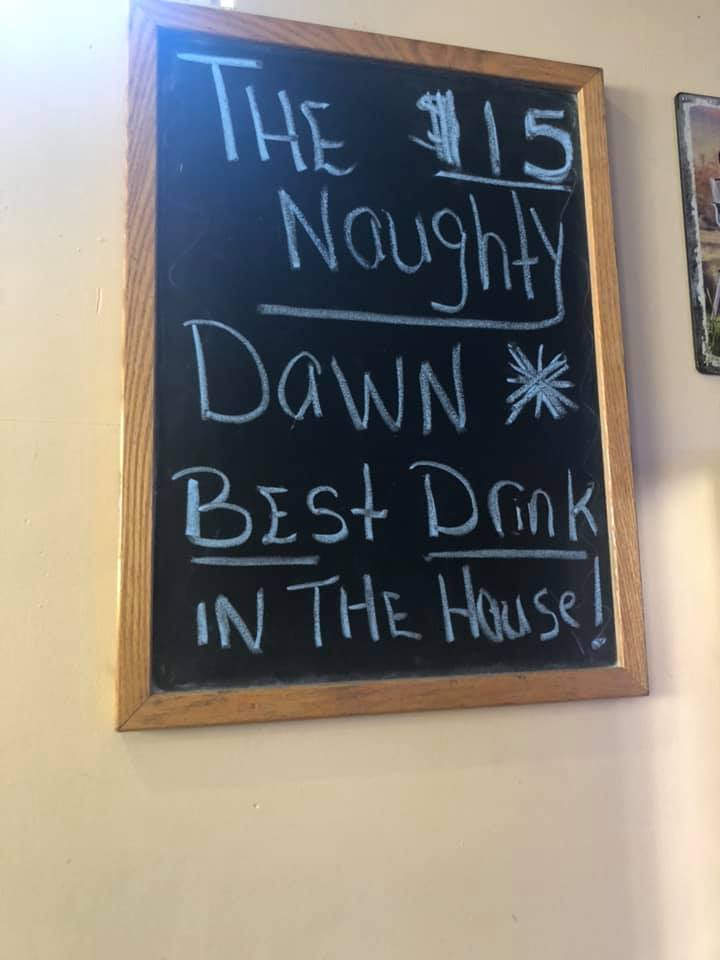 THE $15
Naughty
DAWN *
BEST Drink
IN THE House!